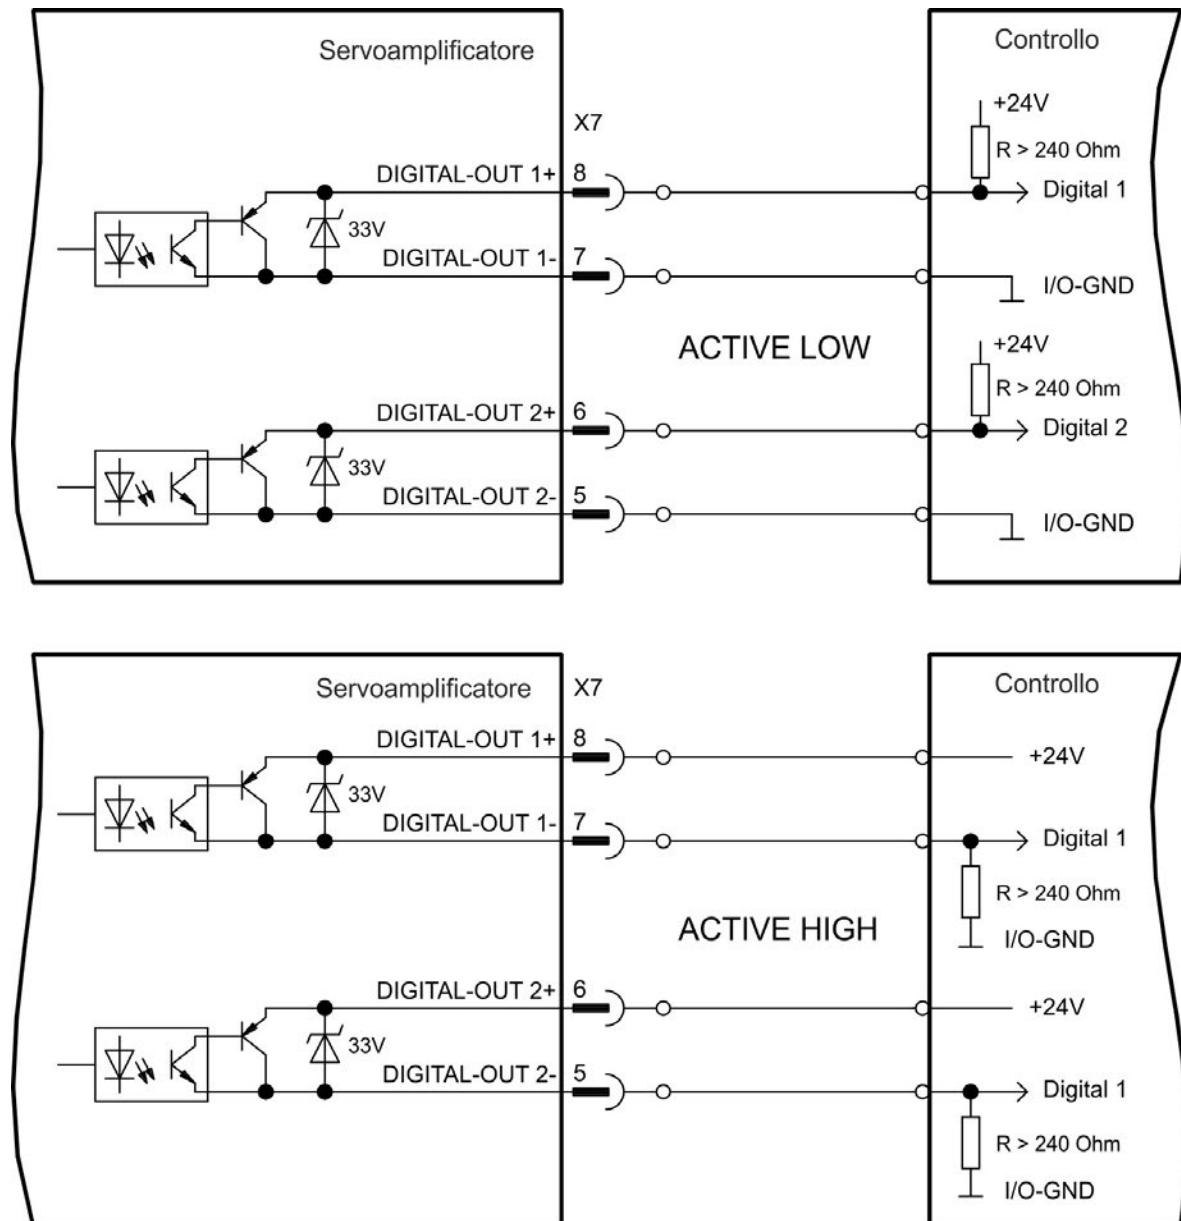 Servoamplificatore
Controllo
+24V
X7
R > 240 Ohm
DIGITAL-OUT 1+
8
Digital 1
33V
DIGITAL-OUT 1-
7
I/O-GND
ACTIVE LOW
+24V
R > 240 Ohm
DIGITAL-OUT 2+
6
Digital 2
33V
DIGITAL-OUT 2-
5
I/O-GND
Servoamplificatore
X7
Controllo
DIGITAL-OUT 1+
8
+24V
33V
DIGITAL-OUT 1-
7
Digital 1
R > 240 Ohm
ACTIVE HIGH
I/O-GND
DIGITAL-OUT 2+
6
+24V
33V
DIGITAL-OUT 2-
5
Digital 1
R > 240 Ohm
I/O-GND